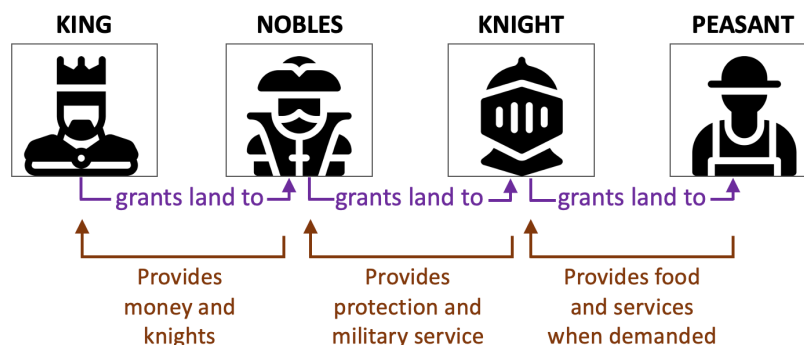 KING
NOBLES
KNIGHT
PEASANT
grants land to
grants land to
grants land to
Provides
money and
knights
Provides
protection and
military service
Provides food
and services
when demanded